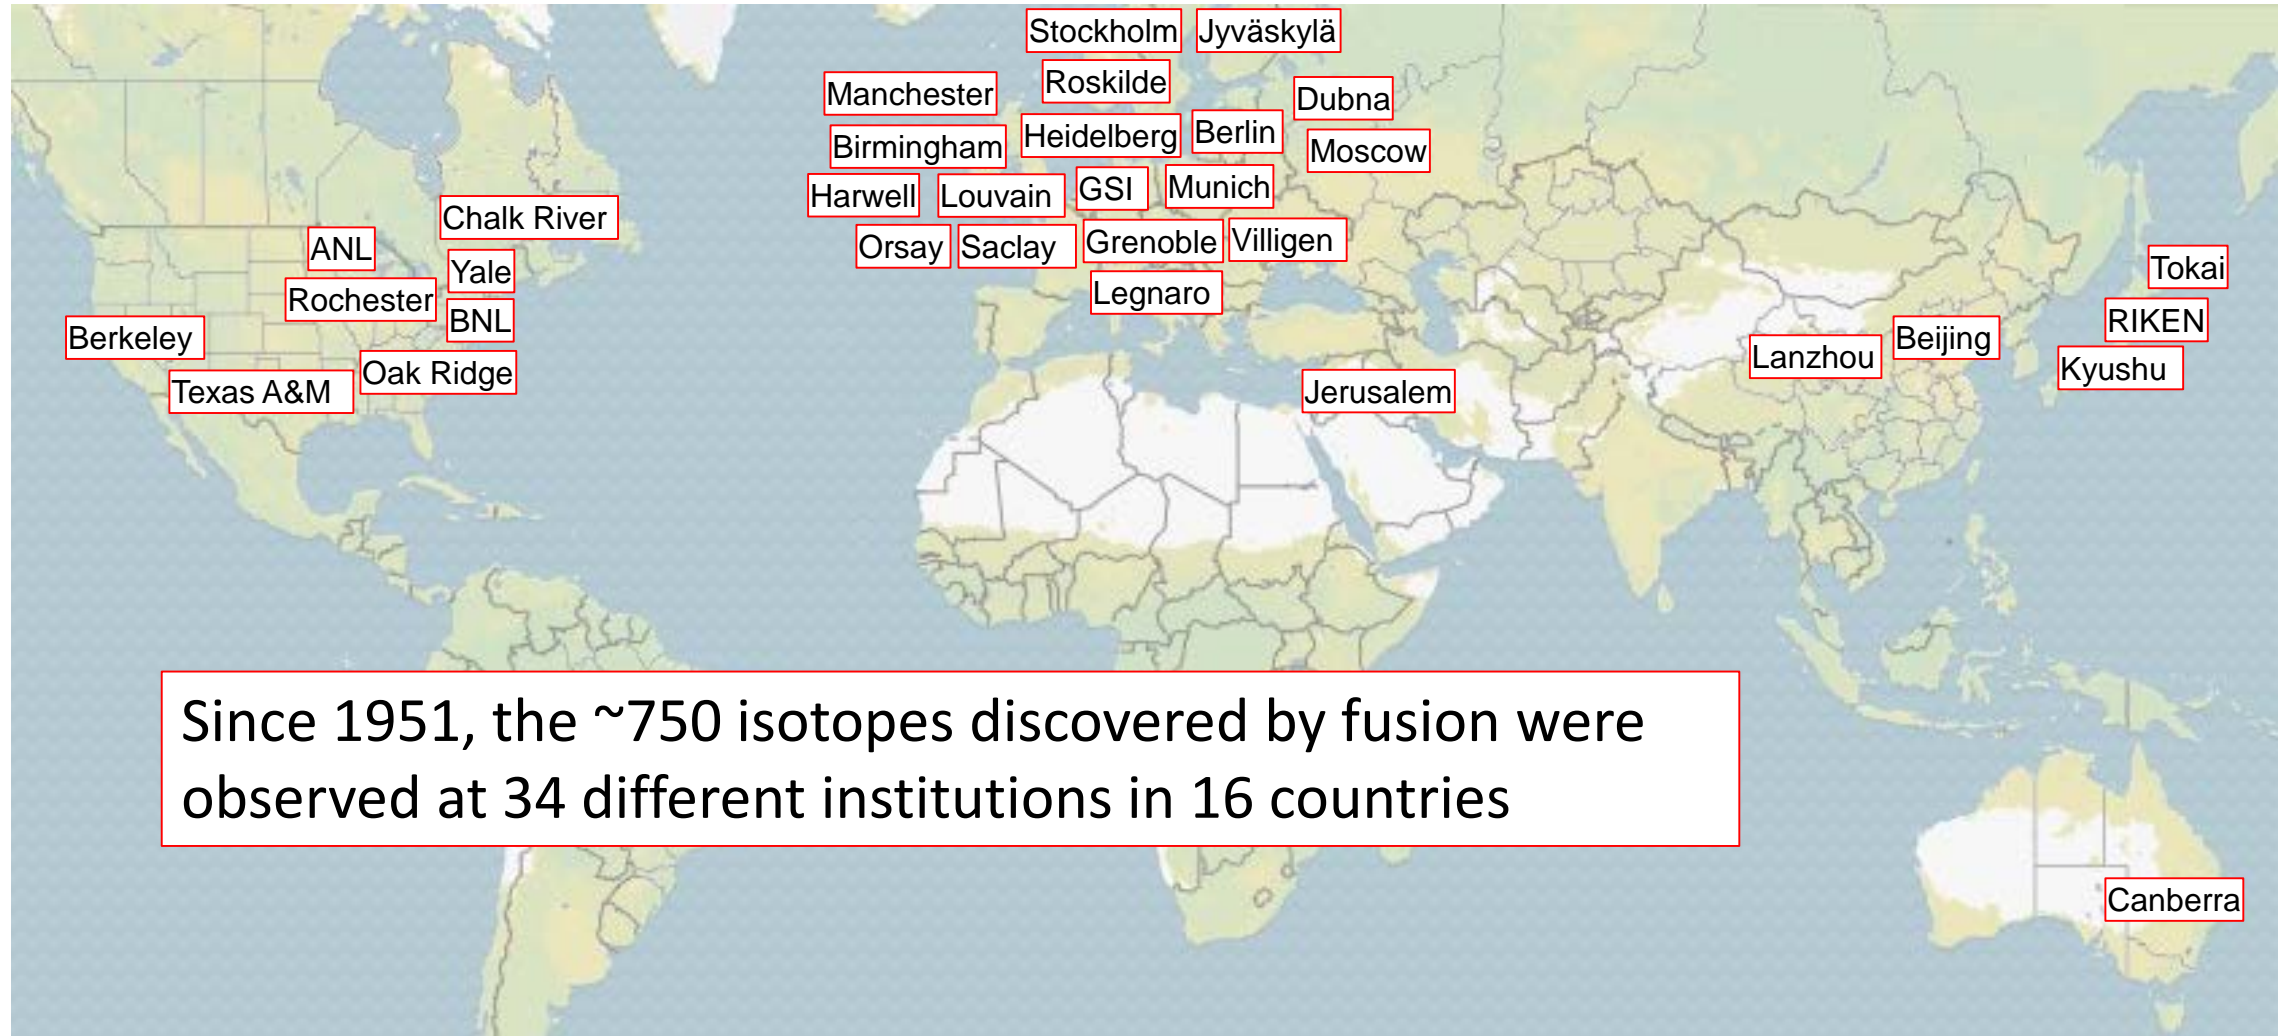 Stockholm
Jyväskylä
Manchester
Roskilde
Dubna
Birmingham
Heidelberg
Berlin
Moscow
Harwell
Louvain
GSI
Munich
Chalk River
ANL
Orsay
Saclay
Grenoble
Villigen
Yale
Tokai
Rochester
Legnaro
BNL
RIKEN
Berkeley
Lanzhou
Beijing
Oak Ridge
Kyushu
Texas A&M
Jerusalem
Since 1951, the ~750 isotopes discovered by fusion were
observed at 34 different institutions in 16 countries
Canberra